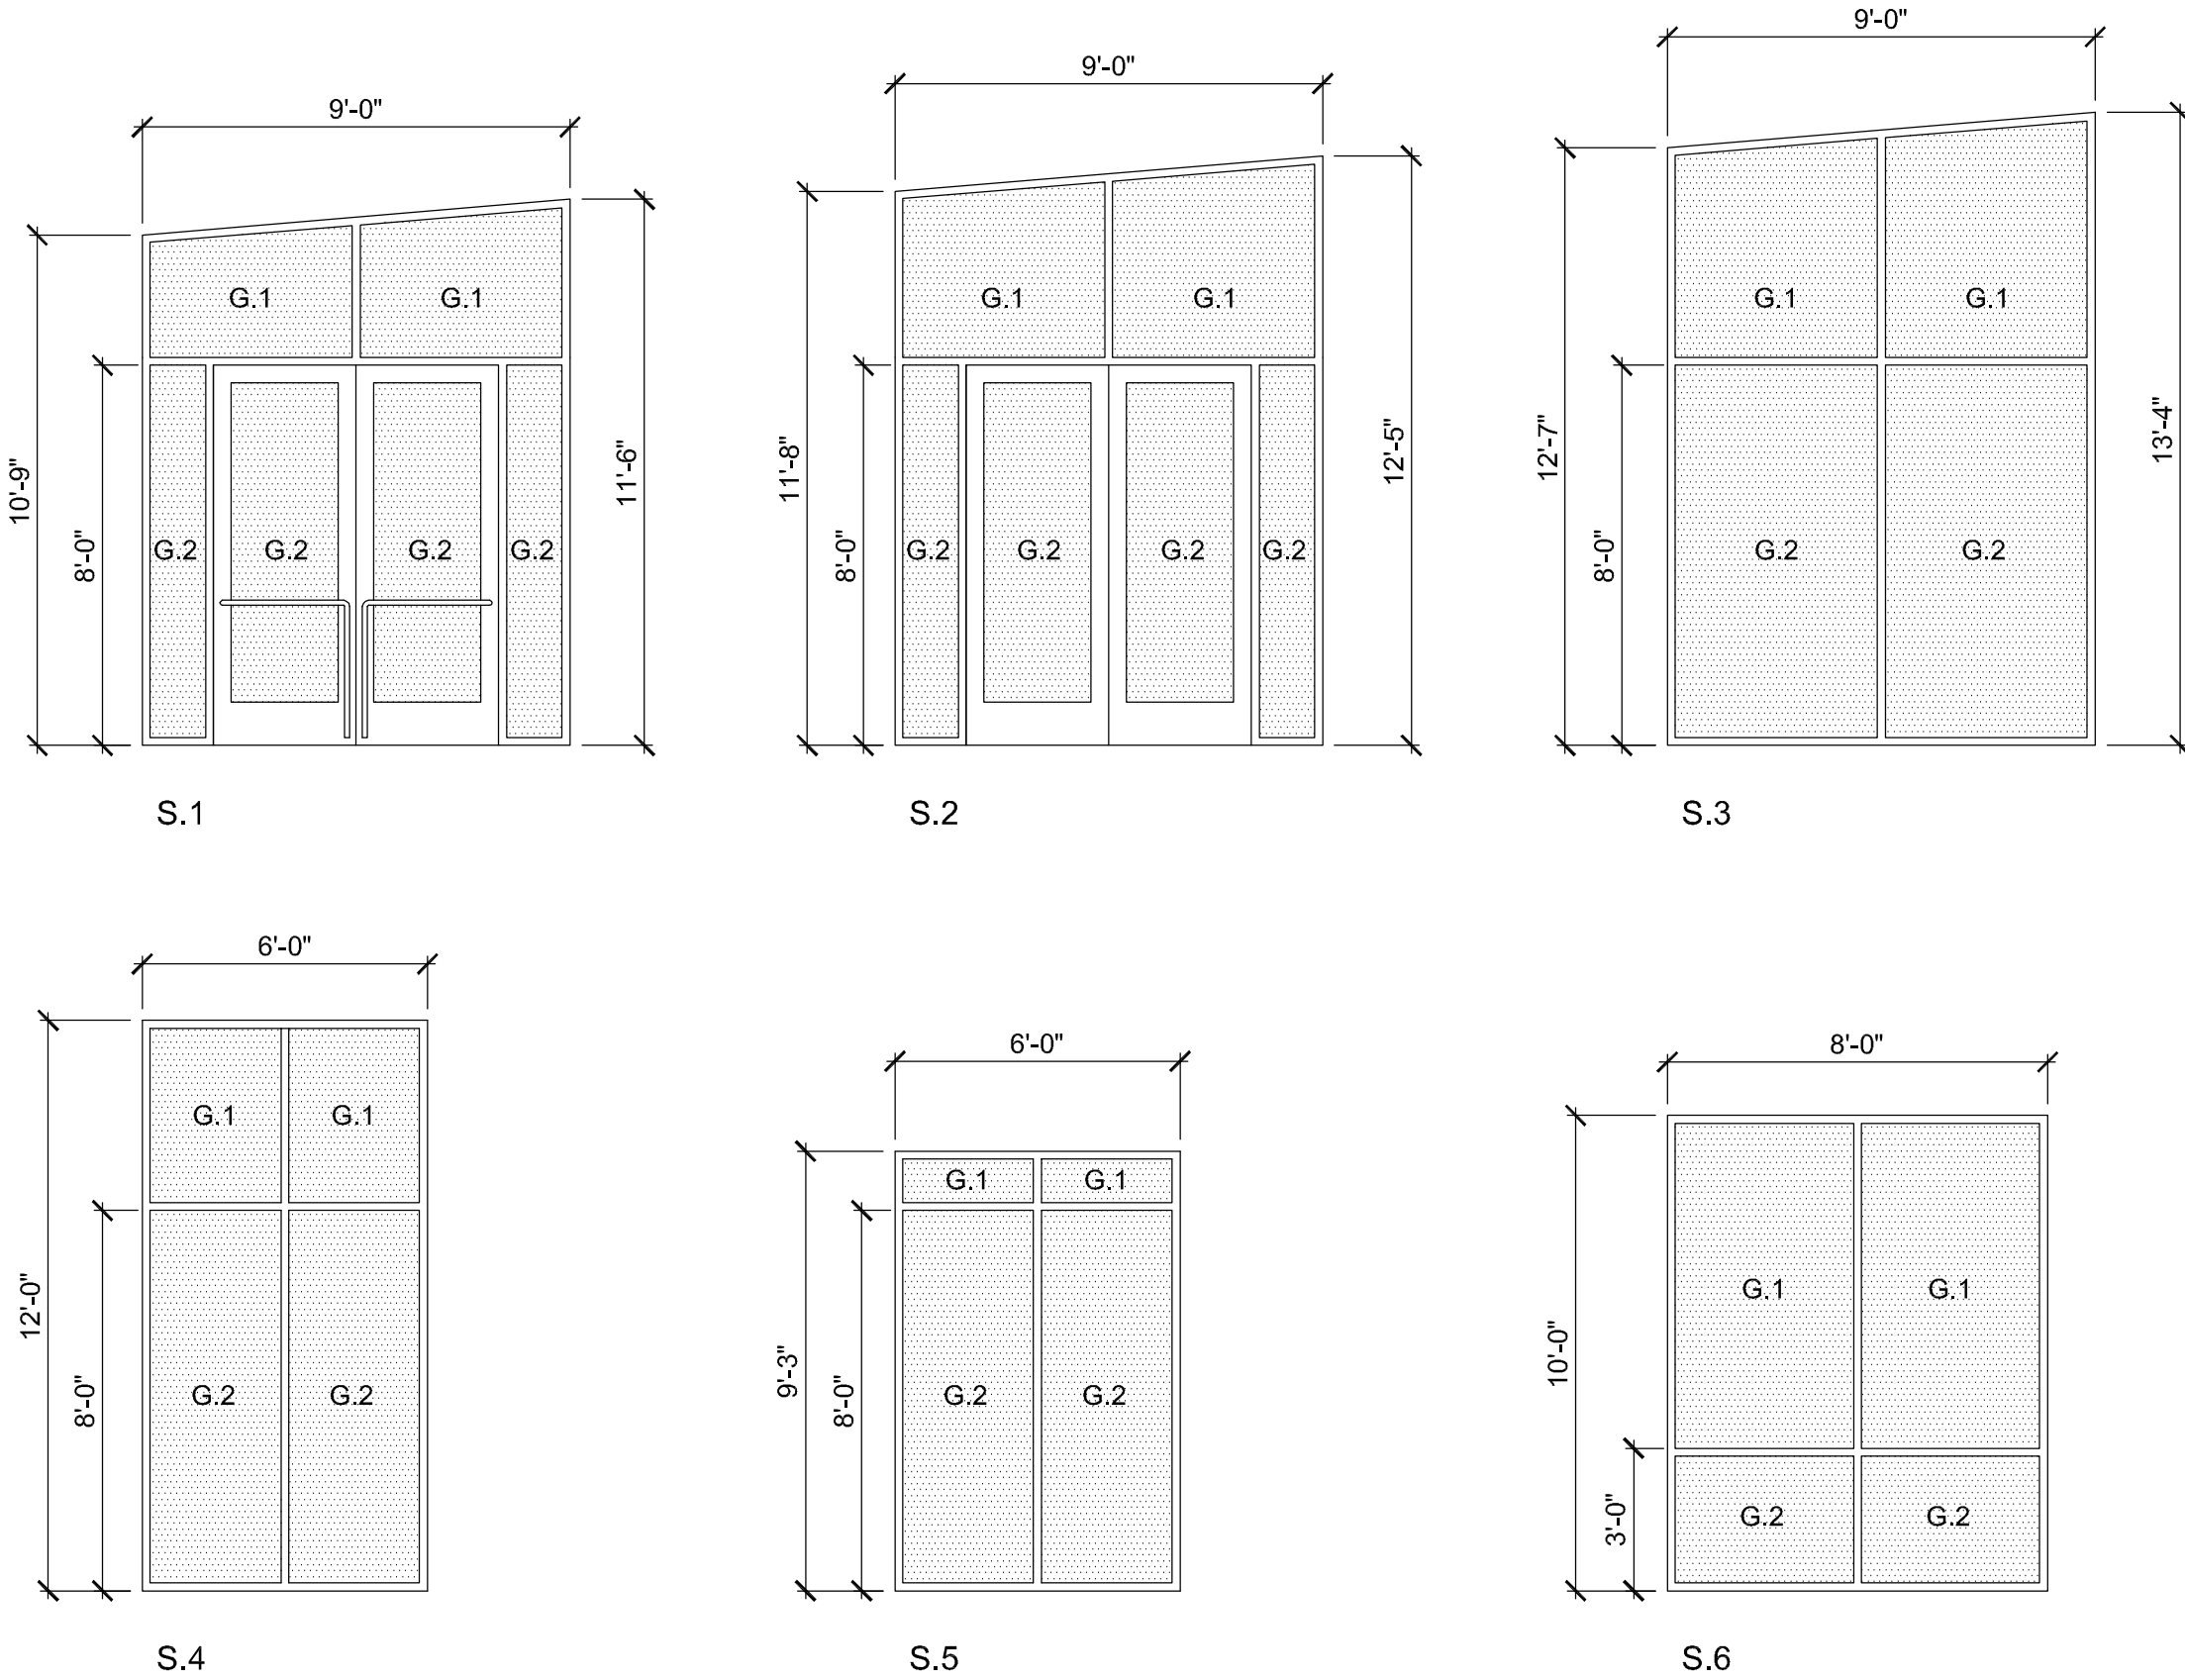 9'-0"
10'-9"
8'-0"
11'-6"
G.1 G.1
G.2 G.2 G.2 G.2
S.1
9'-0"
11'-8"
8'-0"
12'-5"
G.1 G.1
G.2 G.2 G.2 G.2
S.2
9'-0"
12'-7"
8'-0"
13'-4"
G.1 G.1
G.2 G.2
S.3
6'-0"
12'-0"
8'-0"
G.1 G.1
G.2 G.2
S.4
6'-0"
9'-3"
8'-0"
G.1 G.1
G.2 G.2
S.5
8'-0"
10'-0"
3'-0"
G.1 G.1
G.2 G.2
S.6